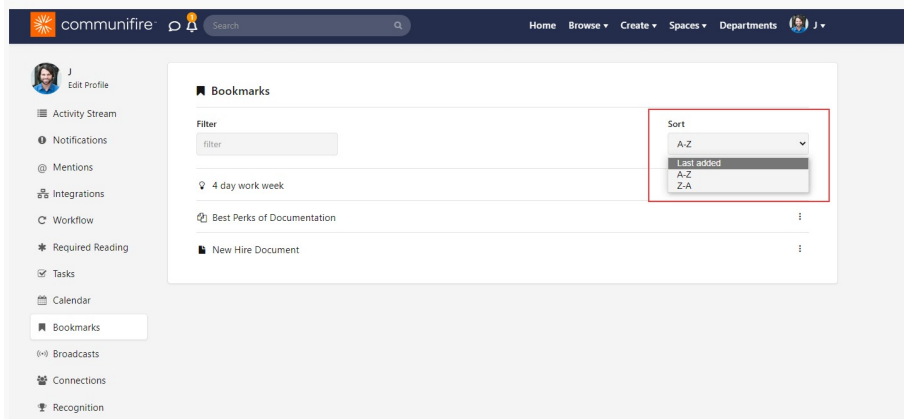 communifire
1
Search
Home Browse Create Spaces Departments J
J
Edit Profile
Activity Stream
Notifications
@ Mentions
Integrations
Workflow
Required Reading
Tasks
Calendar
Bookmarks
Broadcasts
Connections
Recognition
Bookmarks
Filter
filter
Sort
A-Z
Last added
A-Z
Z-A
4 day work week
Best Perks of Documentation
New Hire Document